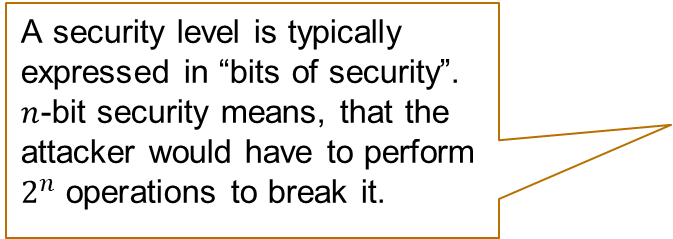 A security level is typically
expressed in “bits of security”.
𝑛-bit security means, that the
attacker would have to perform
2ⁿ operations to break it.